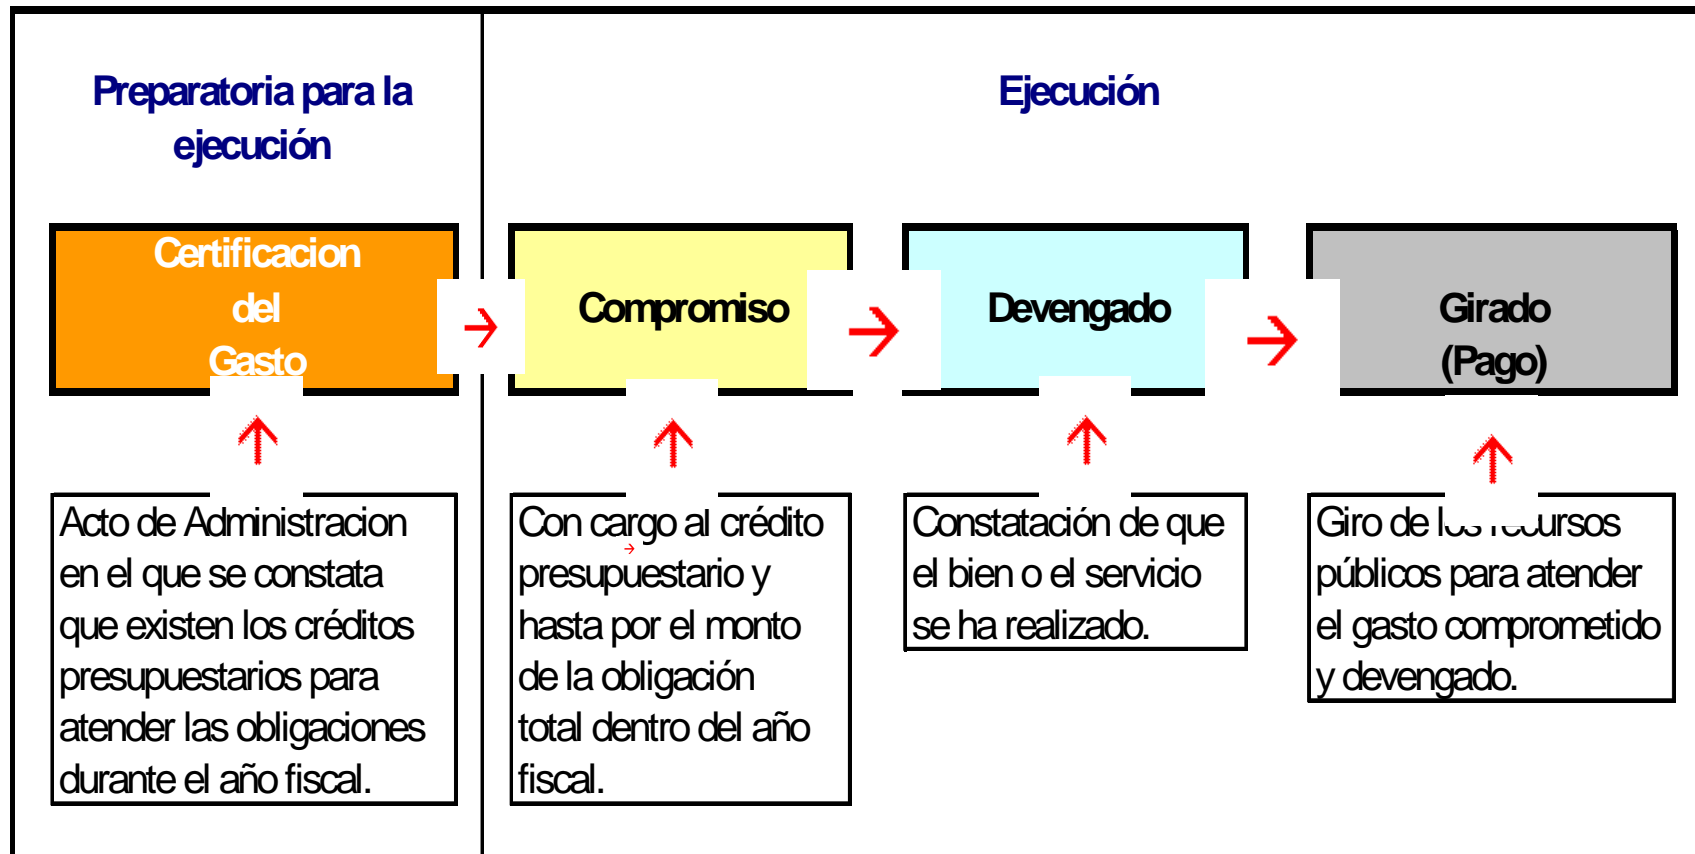 Preparatoria para la
ejecución
Ejecución
Certificacion
del
Gasto
Compromiso
Devengado
Girado
(Pago)
Acto de Administracion
en el que se constata
que existen los créditos
presupuestarios para
atender las obligaciones
durante el año fiscal.
Con cargo al crédito
presupuestario y
hasta por el monto
de la obligación
total dentro del año
fiscal.
Constatación de que
el bien o el servicio
se ha realizado.
Giro de los recursos
públicos para atender
el gasto comprometido
y devengado.